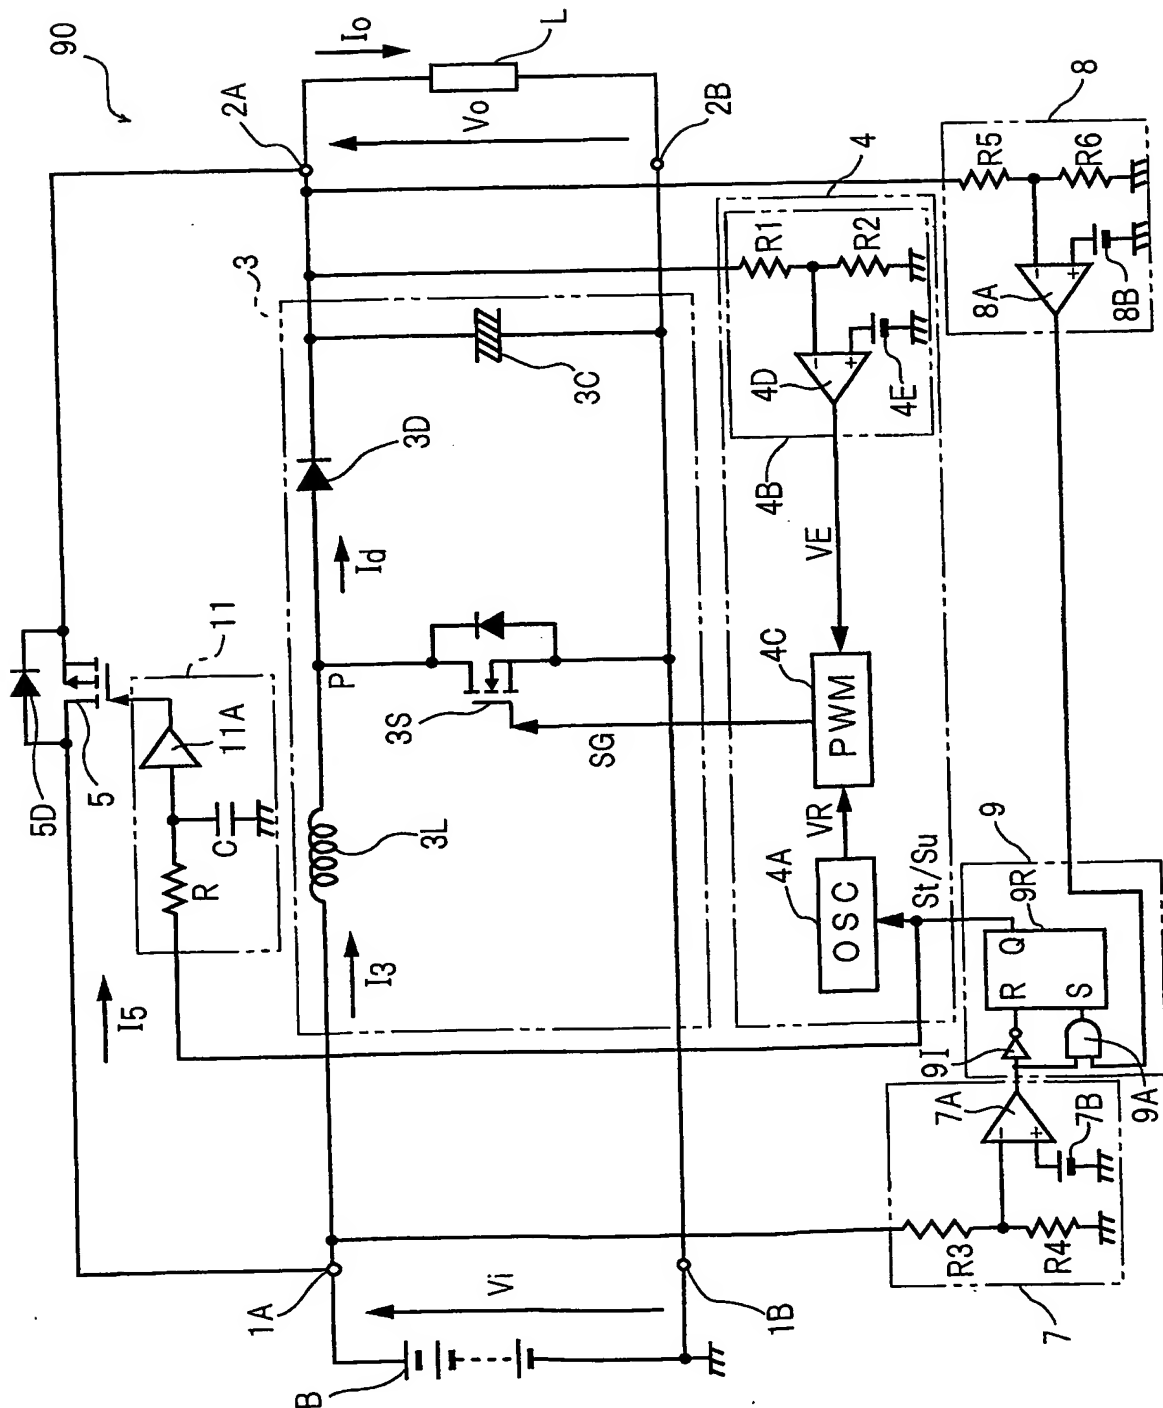 90
2A
Io
L
Vo
2B
3
5D
5
11
11A
R
C
I5
3D
Id
3C
P
3S
SG
3L
I3
1A
Vi
1B
B
4
R1
R2
4D
4E
4B
VE
4C
PWM
VR
4A
OSC
St/Su
8
R5
R6
-
+
8A
8B
-
+
9
9R
Q
R
S
9I
9A
7A
7B
-
+
R3
R4
7